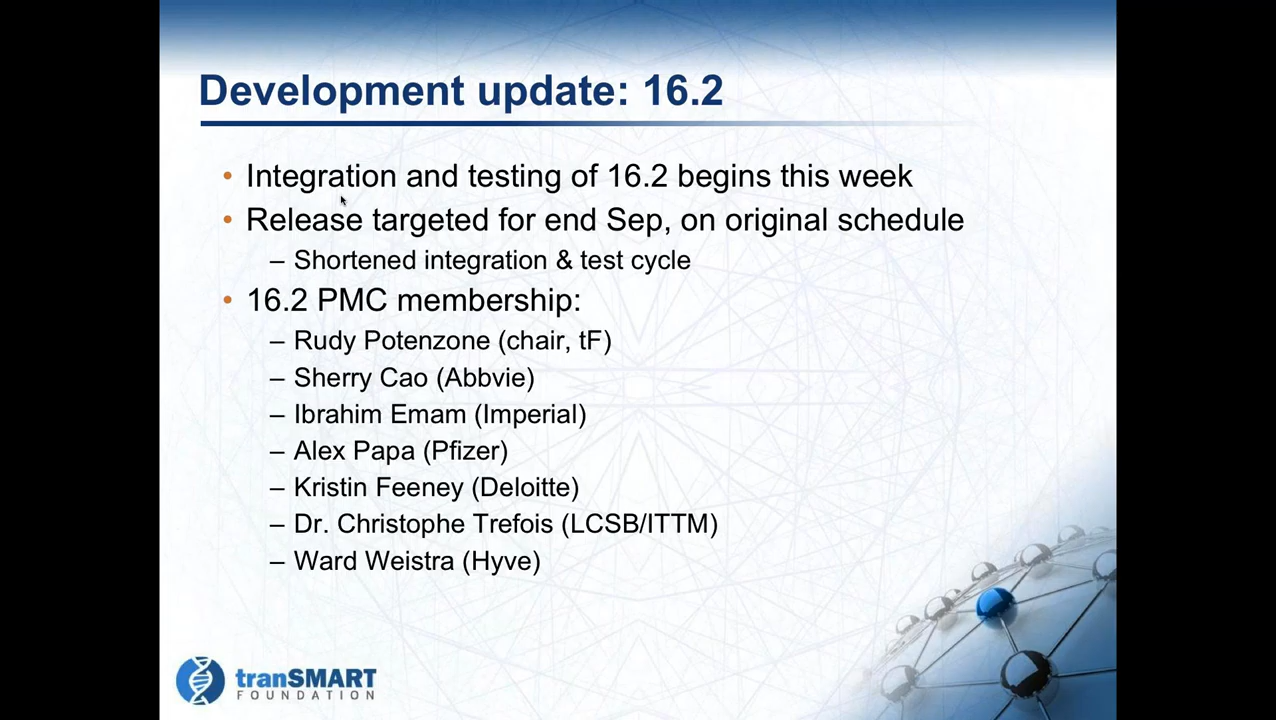 Development update: 16.2
• Integration and testing of 16.2 begins this week
• Release targeted for end Sep, on original schedule
– Shortened integration & test cycle
• 16.2 PMC membership:
– Rudy Potenzone (chair, tF)
– Sherry Cao (Abbvie)
– Ibrahim Emam (Imperial)
– Alex Papa (Pfizer)
– Kristin Feeney (Deloitte)
– Dr. Christophe Trefois (LCSB/ITTM)
– Ward Weistra (Hyve)
tranSMART
FOUNDATION